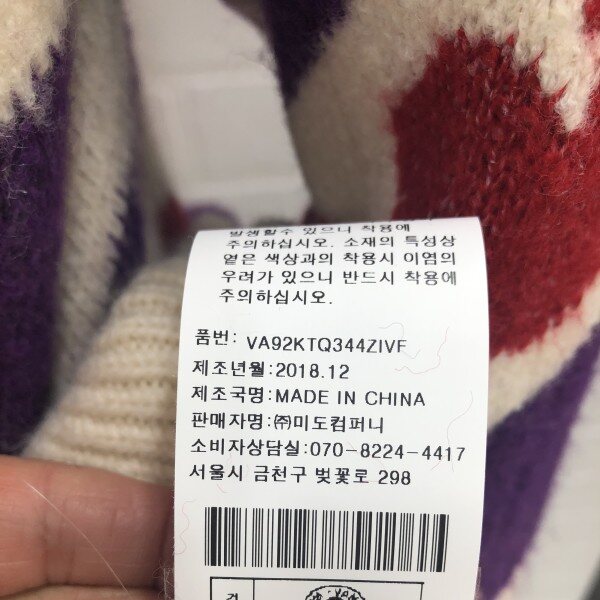 발생할수 있으니 착용에
주의하십시오. 소재의 특성상
옅은 색상과의 착용시 이염의
우려가 있으니 반드시 착용에
주의하십시오.
품번: VA92KTQ344ZIVF
제조년월:2018.12
제조국명:MADE IN CHINA
판매자명:㈜미도컴퍼니
소비자상담실:070-8224-4417
서울시 금천구 벚꽃로 298